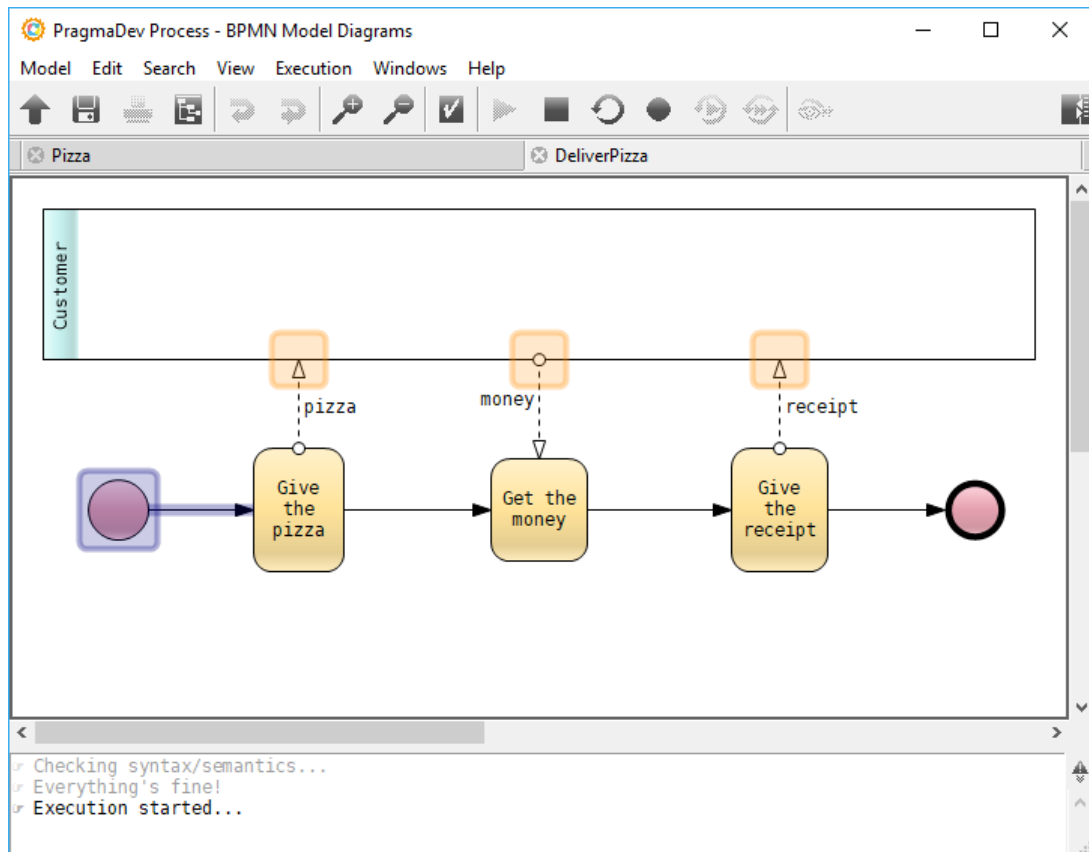 PragmaDev Process - BPMN Model Diagrams
Model Edit Search View Execution Windows Help
Pizza
DeliverPizza
Customer
pizza
money
receipt
Give
the
pizza
Get the
money
Give
the
receipt
Checking syntax/semantics...
Everything's fine!
Execution started...